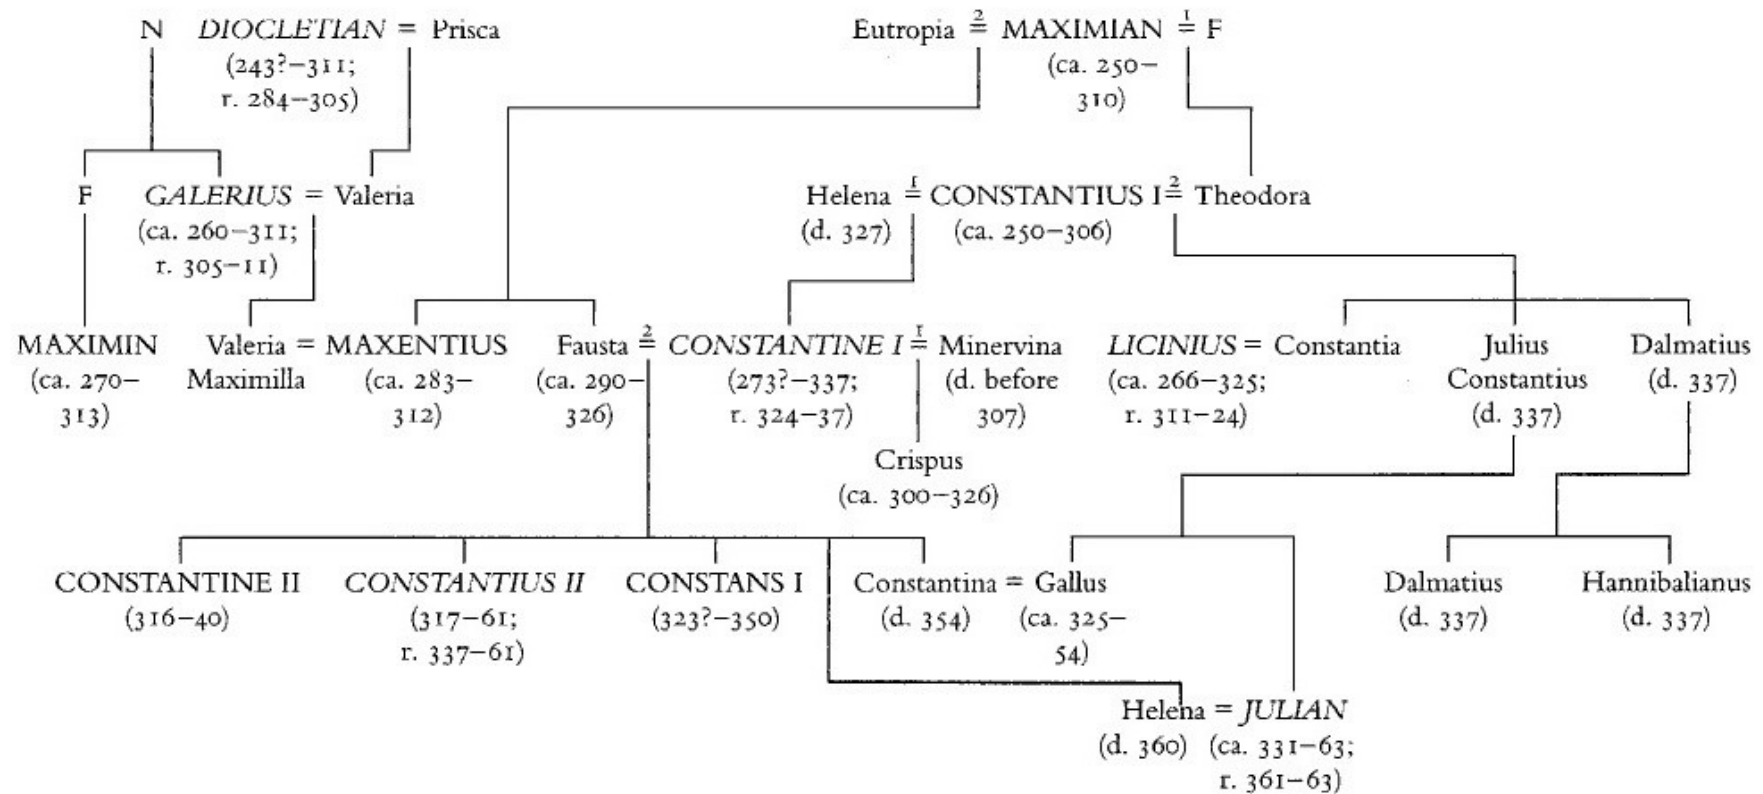 N DIOCLETIAN = Prisca Eutropia 2 = MAXIMIAN 1 = F
(243?–311; (ca. 250–
r. 284–305) 310)
F GALERIUS = Valeria Helena 1 = CONSTANTIUS I 2 = Theodora
(ca. 260–311; (d. 327) (ca. 250–306)
r. 305–11)
MAXIMIN Valeria = MAXENTIUS Fausta 2 = CONSTANTINE I 1 = Minervina LICINIUS = Constantia Julius Dalmatius
(ca. 270– Maximilla (ca. 283– (ca. 290– (273?–337; (d. before (ca. 266–325; Constantius (d. 337)
313) 312) 326) r. 324–37) 307) r. 311–24) (d. 337)
Crispus
(ca. 300–326)
CONSTANTINE II CONSTANTIUS II CONSTANS I Constantina = Gallus Dalmatius Hannibalianus
(316–40) (317–61; (323?–350) (d. 354) (ca. 325– (d. 337) (d. 337)
r. 337–61) 54)
Helena = JULIAN
(d. 360) (ca. 331–63;
r. 361–63)